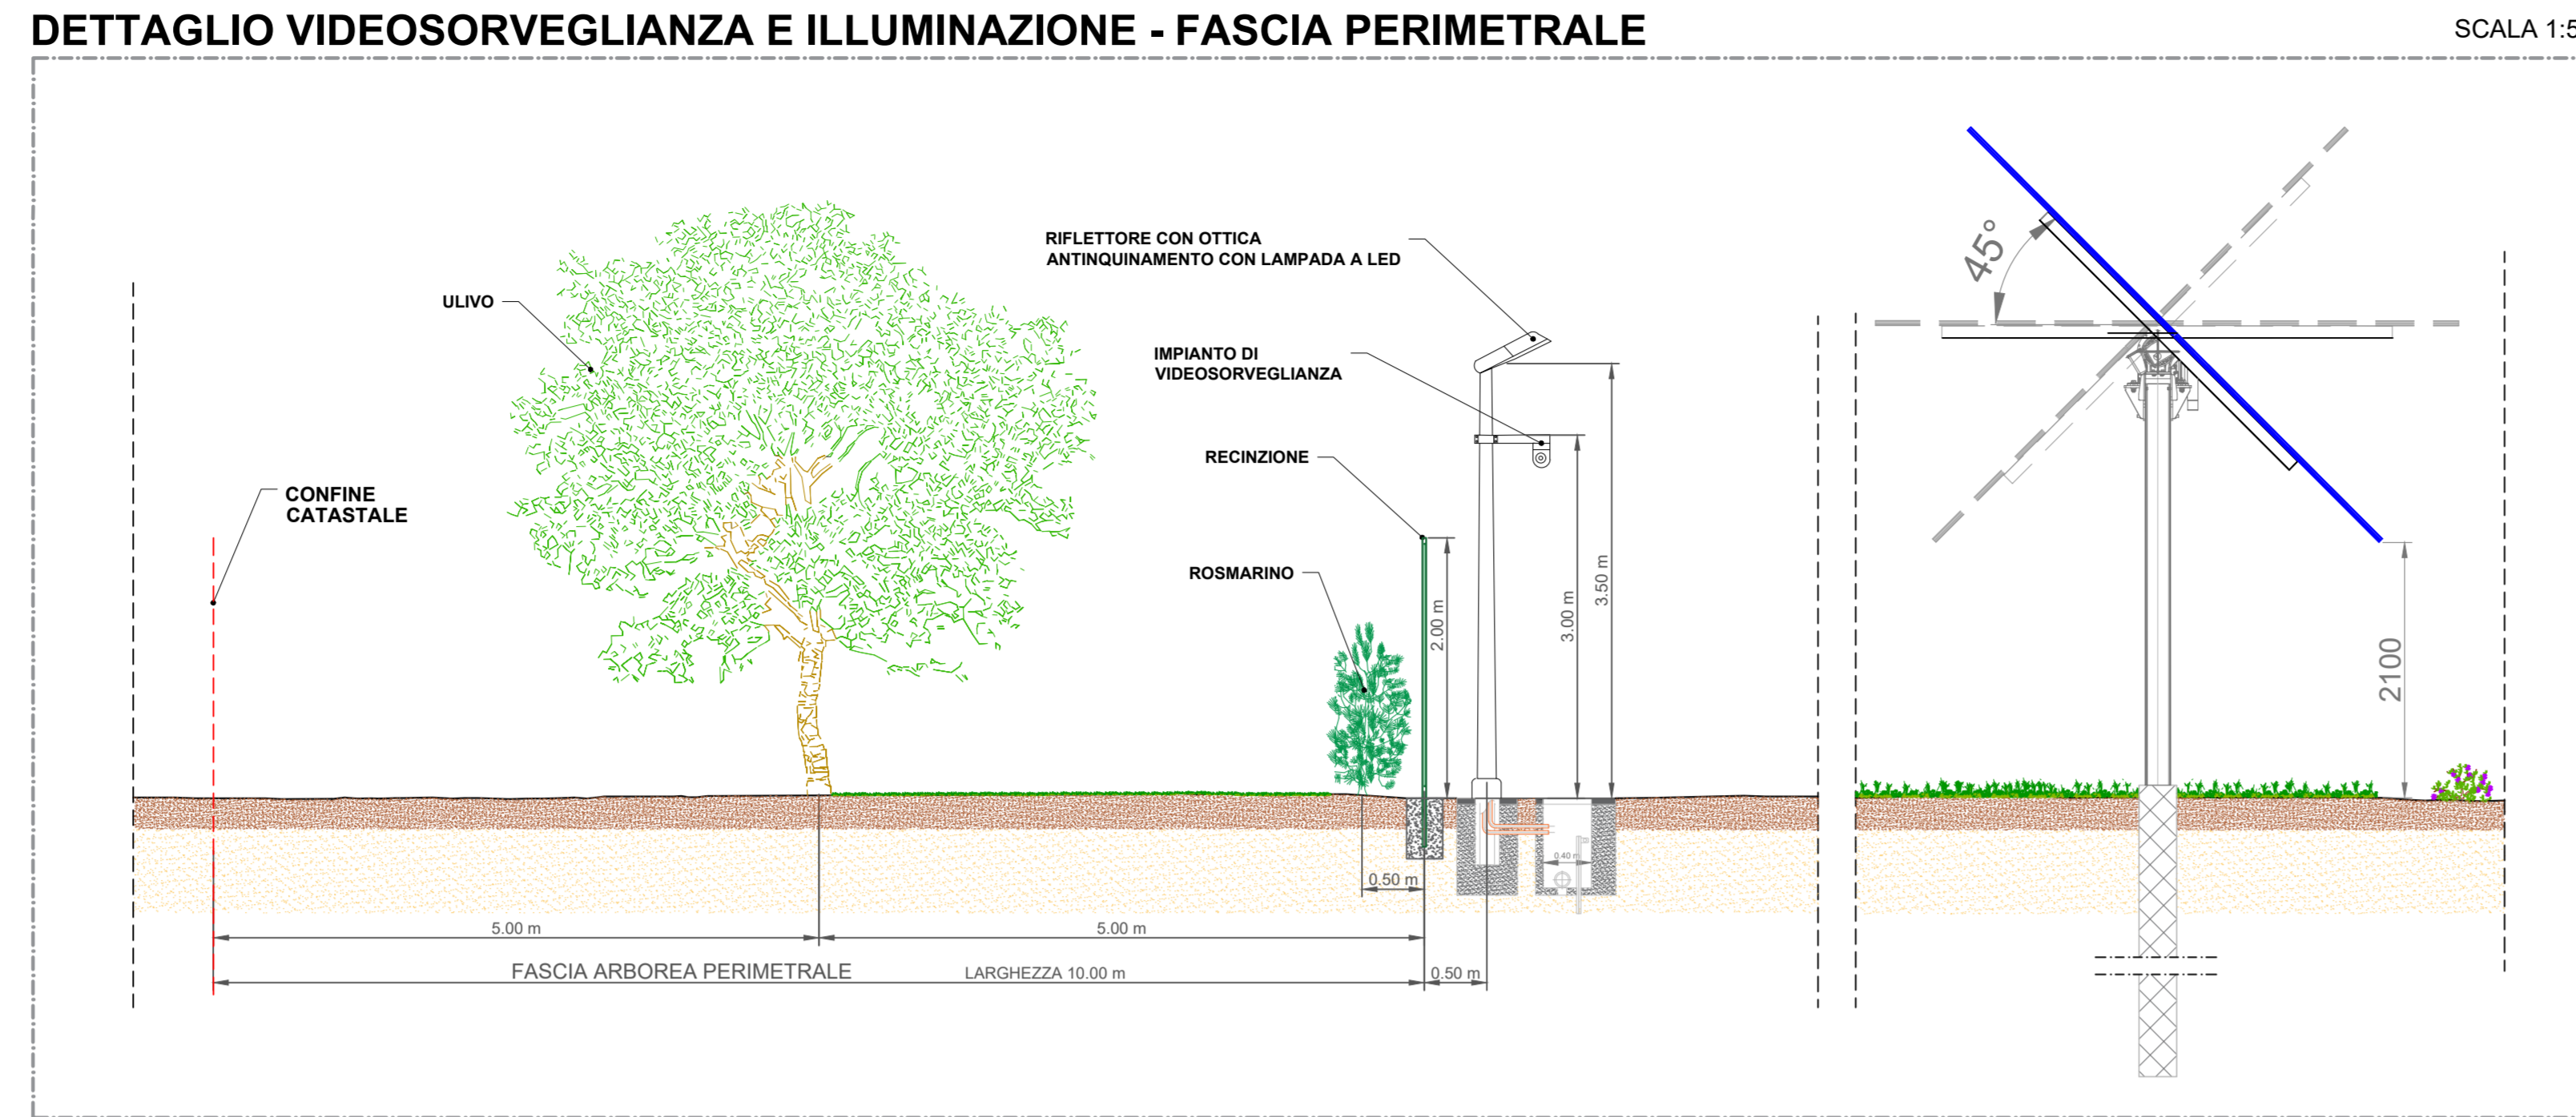 DETTAGLIO VIDEOSORVEGLIANZA E ILLUMINAZIONE - FASCIA PERIMETRALE
SCALA 1:5
RIFLETTORE CON OTTICA
ANTINQUINAMENTO CON LAMPADA A LED
ULIVO
IMPIANTO DI
VIDEOSORVEGLIANZA
RECINZIONE
CONFINE
CATASTALE
ROSMARINO
2.00 m
3.00 m
3.50 m
45°
2100
0.40 m
0.50 m
5.00 m
5.00 m
FASCIA ARBOREA PERIMETRALE
LARGHEZZA 10.00 m
0.50 m